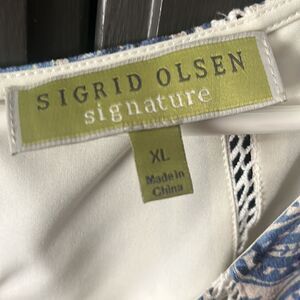 SIGRID OLSEN
signature
XL
Made in
China